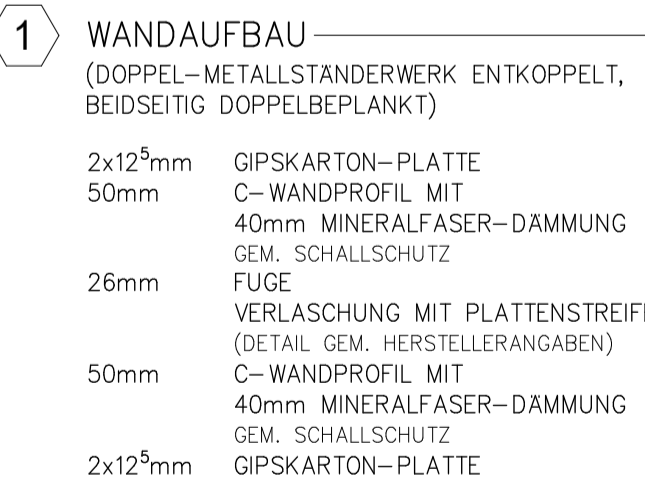 1 WANDAUFBAU
(DOPPEL-METALLSTÄNDERWERK ENTKOPPELT,
BEIDSEITIG DOPPELBEPLANKT)
2x12⁵mm GIPSKARTON-PLATTE
50mm C-WANDPROFIL MIT
40mm MINERALFASER-DÄMMUNG
GEM. SCHALLSCHUTZ
26mm FUGE
VERLASCHUNG MIT PLATTENSTREIF
(DETAIL GEM. HERSTELLERANGABEN)
50mm C-WANDPROFIL MIT
40mm MINERALFASER-DÄMMUNG
GEM. SCHALLSCHUTZ
2x12⁵mm GIPSKARTON-PLATTE